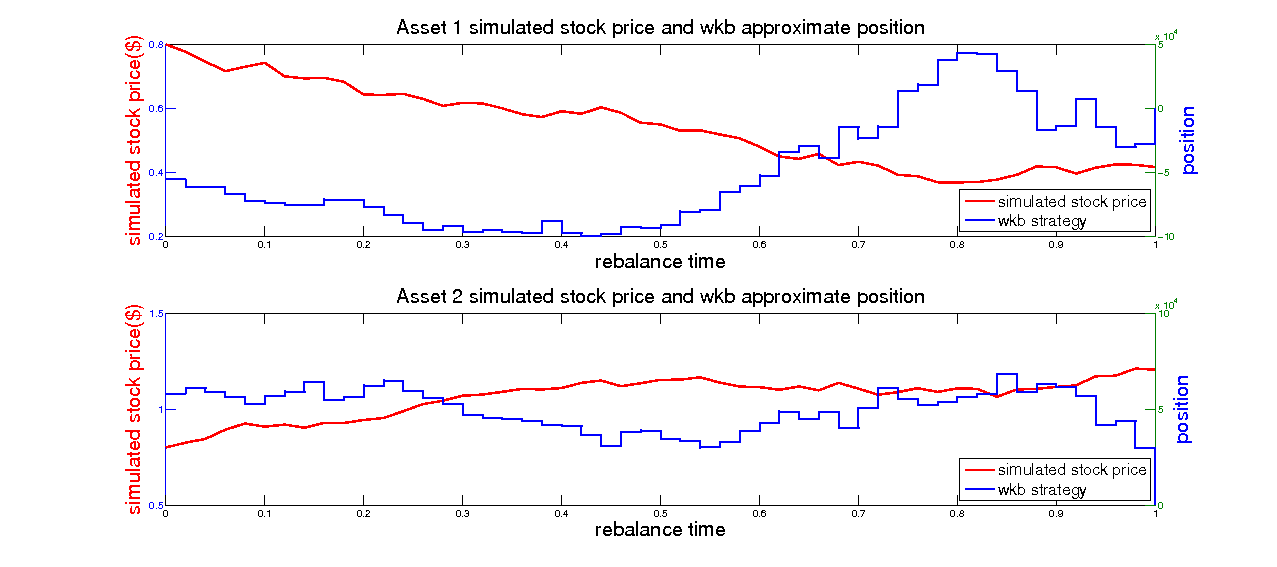 Asset 1 simulated stock price and wkb approximate position
simulated stock price($)
0.8
0.6
0.4
0.2
x 10^4
5
0
−5
−10
position
simulated stock price
wkb strategy
0 0.1 0.2 0.3 0.4 0.5 0.6 0.7 0.8 0.9 1
rebalance time
Asset 2 simulated stock price and wkb approximate position
simulated stock price($)
1.5
1
0.5
x 10^4
10
5
0
position
simulated stock price
wkb strategy
0 0.1 0.2 0.3 0.4 0.5 0.6 0.7 0.8 0.9 1
rebalance time